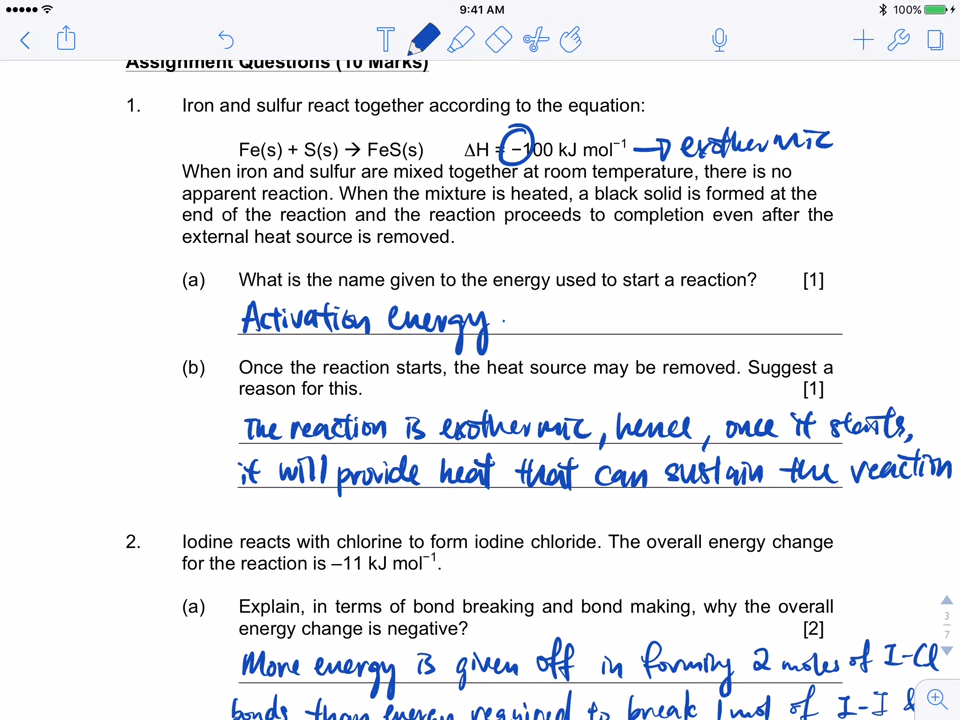 9:41 AM
100%
T
Assignment Questions (10 Marks)
1. Iron and sulfur react together according to the equation:
Fe(s) + S(s) → FeS(s) ΔH = −100 kJ mol⁻¹ → exothermic
When iron and sulfur are mixed together at room temperature, there is no
apparent reaction. When the mixture is heated, a black solid is formed at the
end of the reaction and the reaction proceeds to completion even after the
external heat source is removed.
(a) What is the name given to the energy used to start a reaction? [1]
Activation energy.
(b) Once the reaction starts, the heat source may be removed. Suggest a
reason for this. [1]
The reaction is exothermic, hence, once it starts,
it will provide heat that can sustain the reaction
2. Iodine reacts with chlorine to form iodine chloride. The overall energy change
for the reaction is –11 kJ mol⁻¹.
(a) Explain, in terms of bond breaking and bond making, why the overall
energy change is negative? [2]
3
7
More energy is given off in forming 2 moles of I-Cl
bonds than energy required to break 1 mol of I-I &